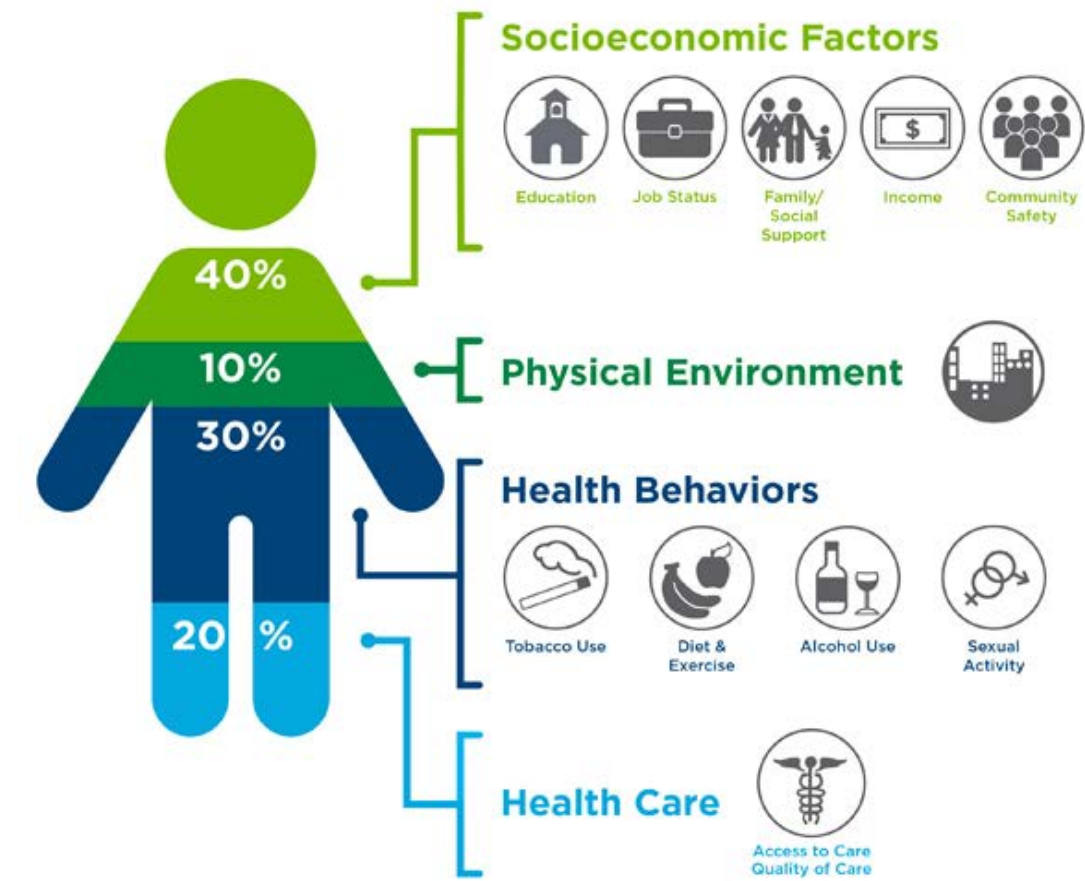 Socioeconomic Factors
$
Education
Job Status
Family/
Social
Support
Income
Community
Safety
40%
10%
Physical Environment
30%
Health Behaviors
Tobacco Use
Diet &
Exercise
Alcohol Use
Sexual
Activity
20 %
Health Care
Access to Care
Quality of Care